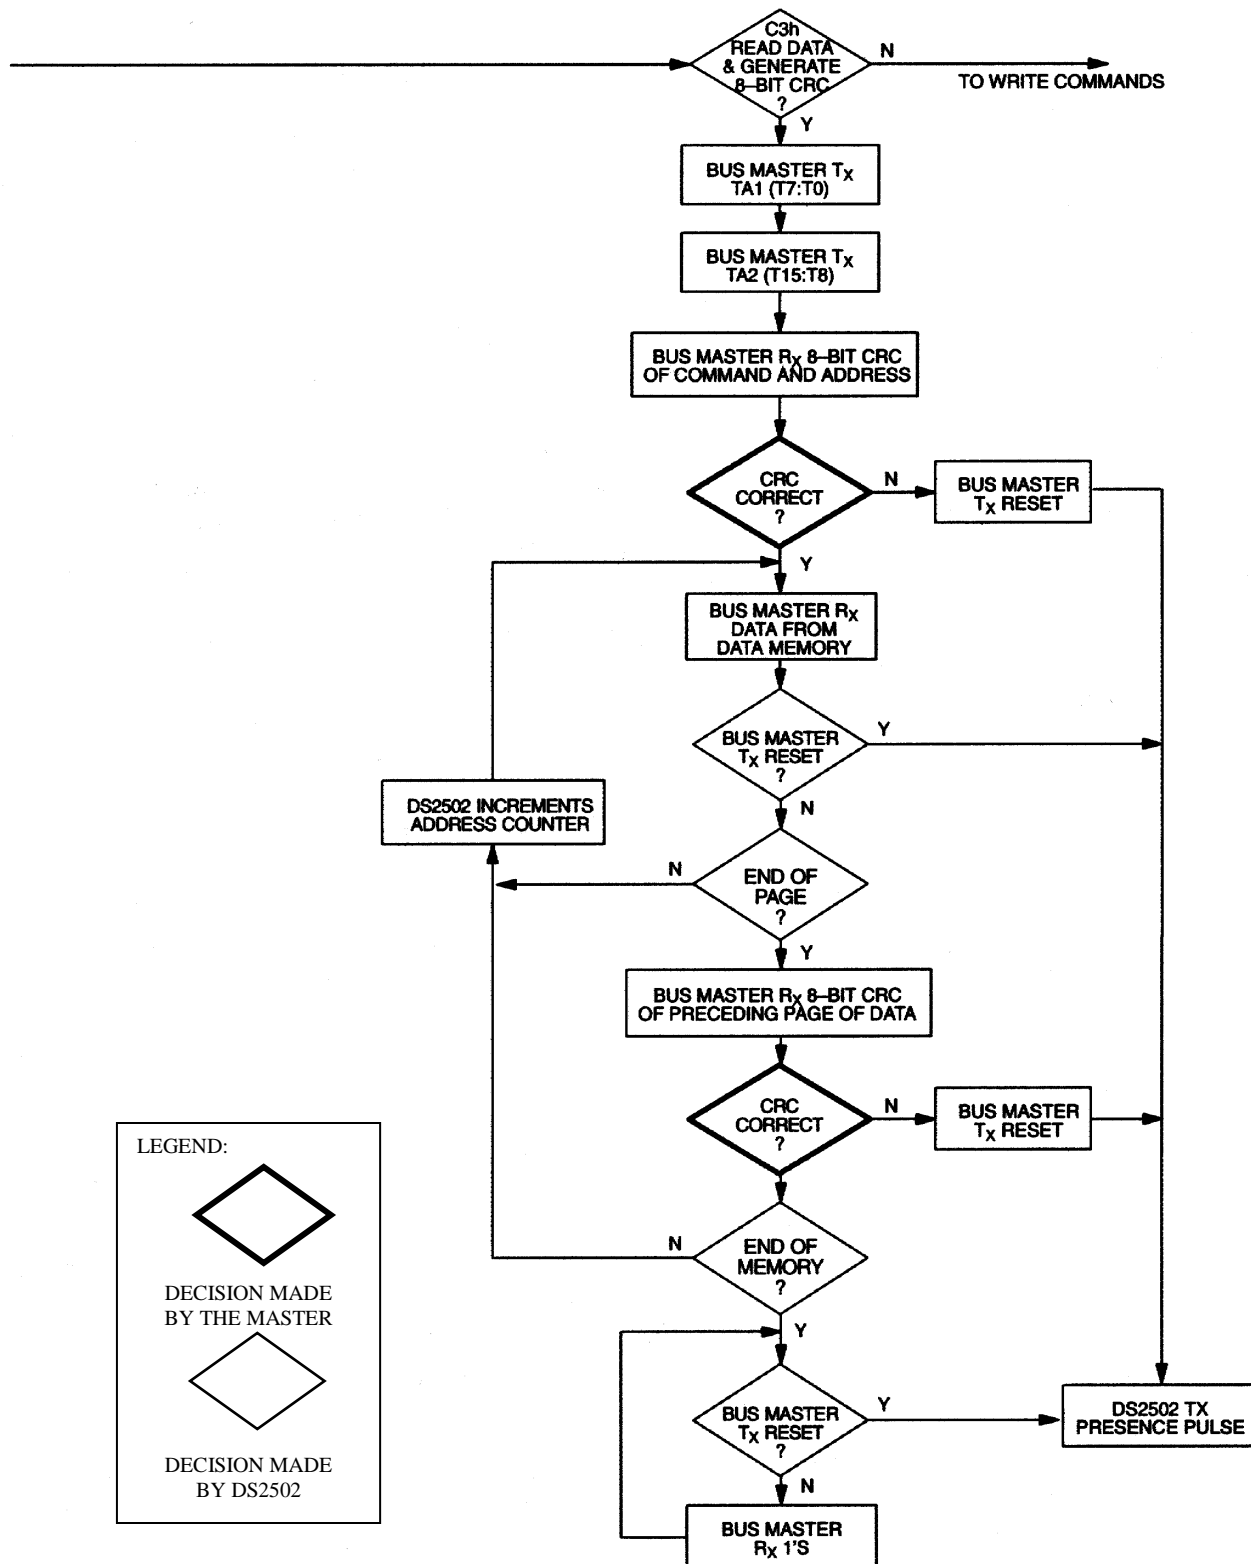 C3h
READ DATA
& GENERATE
8–BIT CRC
?
N
TO WRITE COMMANDS
Y
BUS MASTER TX
TA1 (T7:T0)
BUS MASTER TX
TA2 (T15:T8)
BUS MASTER RX 8–BIT CRC
OF COMMAND AND ADDRESS
CRC
CORRECT
?
N
BUS MASTER
TX RESET
Y
BUS MASTER RX
DATA FROM
DATA MEMORY
BUS MASTER
TX RESET
?
Y
N
DS2502 INCREMENTS
ADDRESS COUNTER
END OF
PAGE
?
N
Y
BUS MASTER RX 8–BIT CRC
OF PRECEDING PAGE OF DATA
CRC
CORRECT
?
N
BUS MASTER
TX RESET
END OF
MEMORY
?
N
Y
BUS MASTER
TX RESET
?
Y
DS2502 TX
PRESENCE PULSE
N
BUS MASTER
RX 1'S
LEGEND:
DECISION MADE
BY THE MASTER
DECISION MADE
BY DS2502